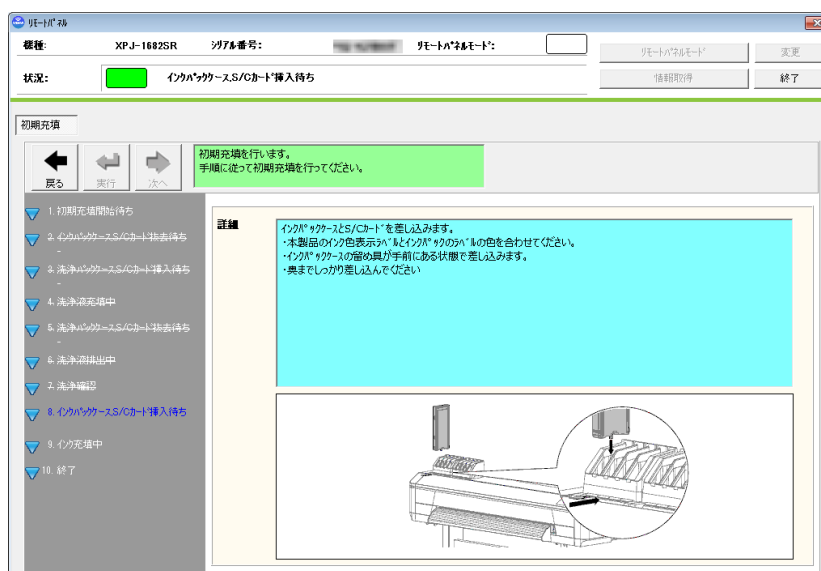 リモートパネル
機種: XPJ-1682SR シリアル番号: リモートパネルモード: リモートパネルモード 変更
状況: インクパックケース,S/Cカード挿入待ち 情報取得 終了
初期充填
戻る 実行 次へ
初期充填を行います。
手順に従って初期充填を行ってください。
1. 初期充填開始待ち
2. インクパックケース,S/Cカード抜去待ち
-
3. 洗浄パックケース,S/Cカード挿入待ち
-
4. 洗浄液充填中
5. 洗浄パックケース,S/Cカード抜去待ち
-
6. 洗浄液排出中
7. 洗浄確認
8. インクパックケース,S/Cカード挿入待ち
9. インク充填中
10. 終了
詳細
インクパックケースとS/Cカードを差し込みます。
・本製品のインク色表示ラベルとインクパックのラベルの色を合わせてください。
・インクパックケースの留め具が手前にある状態で差し込みます。
・奥までしっかり差し込んでください